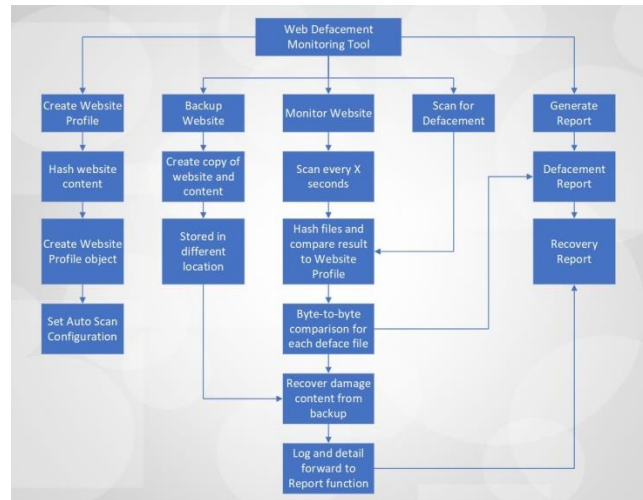 Web Defacement
Monitoring Tool
Create Website
Profile
Backup
Website
Monitor Website
Scan for
Defacement
Generate
Report
Hash website
content
Create copy of
website and
content
Scan every X
seconds
Defacement
Report
Create Website
Profile object
Stored in
different
location
Hash files and
compare result
to Website
Profile
Recovery
Report
Set Auto Scan
Configuration
Byte-to-byte
comparison for
each deface file
Recover damage
content from
backup
Log and detail
forward to
Report function